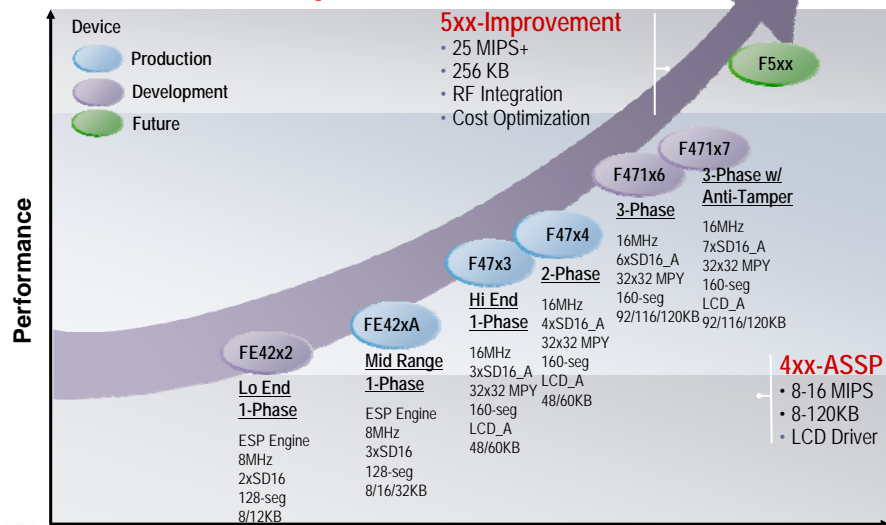 Device
Production
Development
Future
5xx-Improvement
• 25 MIPS+
• 256 KB
• RF Integration
• Cost Optimization
Performance
F5xx
F471x7
3-Phase w/
Anti-Tamper
16MHz
7xSD16_A
32x32 MPY
160-seg
LCD_A
92/116/120KB
F471x6
3-Phase
16MHz
6xSD16_A
32x32 MPY
160-seg
92/116/120KB
F47x4
2-Phase
16MHz
4xSD16_A
32x32 MPY
160-seg
LCD_A
48/60KB
F47x3
Hi End
1-Phase
16MHz
3xSD16_A
32x32 MPY
160-seg
LCD_A
48/60KB
FE42xA
Mid Range
1-Phase
ESP Engine
8MHz
3xSD16
128-seg
8/16/32KB
FE42x2
Lo End
1-Phase
ESP Engine
8MHz
2xSD16
128-seg
8/12KB
4xx-ASSP
• 8-16 MIPS
• 8-120KB
• LCD Driver